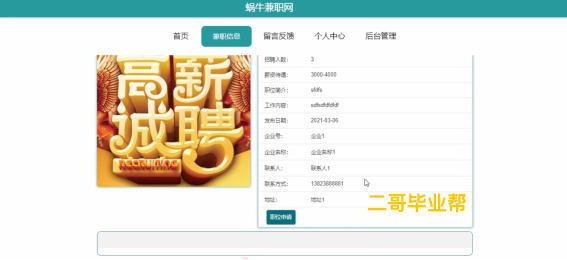 蜗牛兼职网
首页 兼职信息 留言反馈 个人中心 后台管理
高新
诚聘
招聘人数： 3
薪资待遇： 3000-4000
职位简介：
工作内容：
发布日期： 2021-03-06
企业号： 企业1
企业名称： 企业名称1
联系人： 联系人1
联系方式： 13823888881
地址： 地址1
职位申请
二哥毕业帮